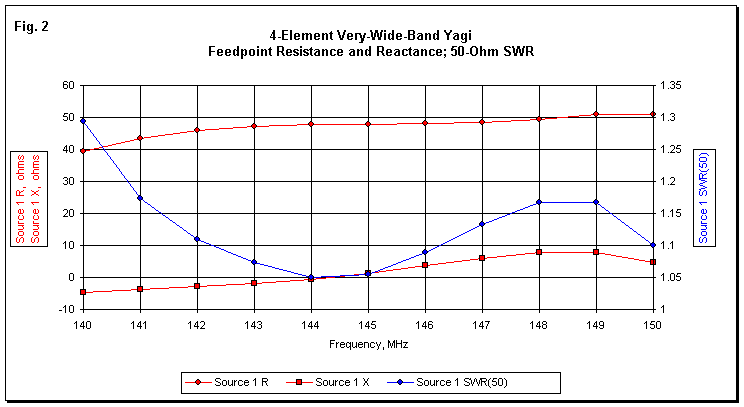 Fig. 2
4-Element Very-Wide-Band Yagi
Feedpoint Resistance and Reactance; 50-Ohm SWR
60
50
40
30
20
10
0
-10
Source 1 R, ohms
Source 1 X, ohms
1.35
1.3
1.25
1.2
1.15
1.1
1.05
1
Source 1 SWR(50)
140 141 142 143 144 145 146 147 148 149 150
Frequency, MHz
Source 1 R Source 1 X Source 1 SWR(50)